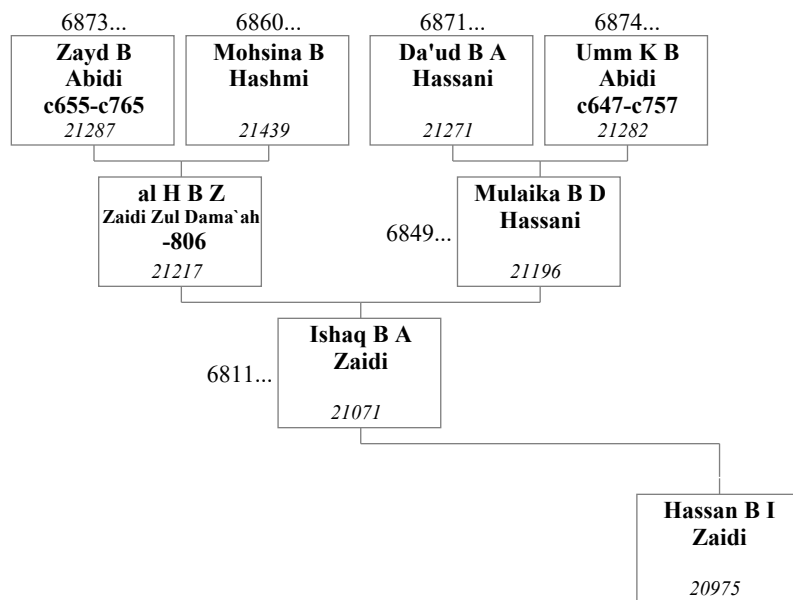 6873...
6860...
6871...
6874...
Zayd B
Abidi
c655-c765
21287
Mohsina B
Hashmi
21439
Da'ud B A
Hassani
21271
Umm K B
Abidi
c647-c757
21282
al H B Z
Zaidi Zul Dama`ah
-806
21217
6849...
Mulaika B D
Hassani
21196
6811...
Ishaq B A
Zaidi
21071
Hassan B I
Zaidi
20975